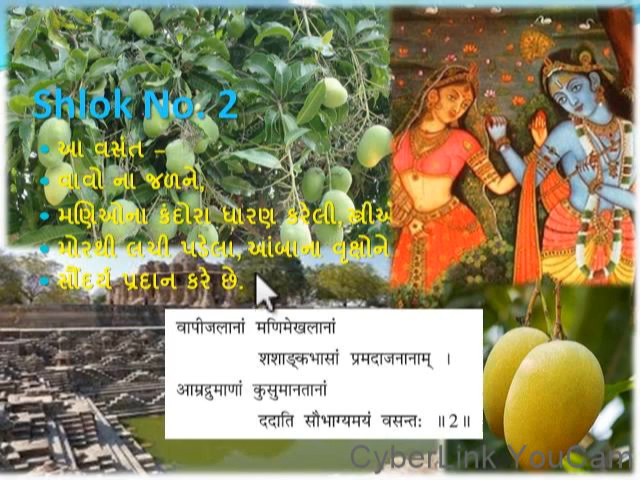 Shlok No. 2
• આ વસંત –
• વાવો ના જળને,
• મણિઓના કંદોરા ધારણ કરેલી, સ્ત્રીઅ
• મોરથી લચી પડેલા, આંબાના વૃક્ષોને
• સૌંદર્ય પ્રદાન કરે છે.
वापीजलानां मणिमेखलानां
शशाङ्कभासां प्रमदाजनानाम् ।
आम्रद्रुमाणां कुसुमानतानां
ददाति सौभाग्यमयं वसन्तः ॥2॥
CyberLink YouCam